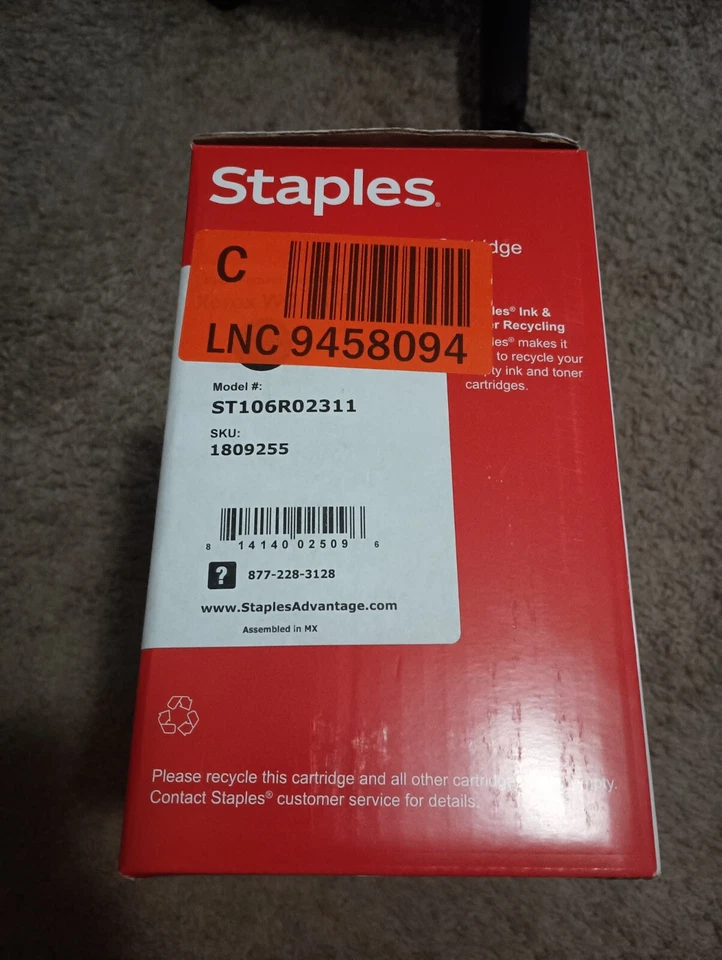 Staples®
C
LNC 9458094
Ink &
Recycling
makes it
to recycle your
ink and toner
cartridges.
Model #:
ST106R02311
SKU:
1809255
8 14140 02509 6
? 877-228-3128
www.StaplesAdvantage.com
Assembled in MX
Please recycle this cartridge and all other
Contact Staples® customer service for details.